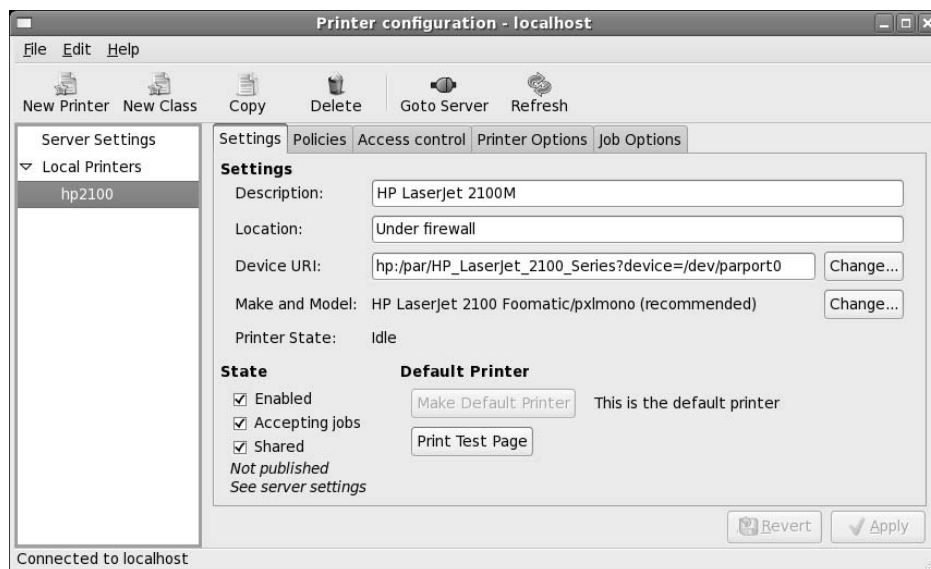 Printer configuration - localhost
File Edit Help
New Printer New Class Copy Delete Goto Server Refresh
Server Settings
Local Printers
hp2100
Settings Policies Access control Printer Options Job Options
Settings
Description: HP LaserJet 2100M
Location: Under firewall
Device URI: hp:/par/HP_LaserJet_2100_Series?device=/dev/parport0 Change...
Make and Model: HP LaserJet 2100 Foomatic/pxlmono (recommended) Change...
Printer State: Idle
State Default Printer
Enabled Make Default Printer This is the default printer
Accepting jobs
Shared Print Test Page
Not published
See server settings
Revert Apply
Connected to localhost